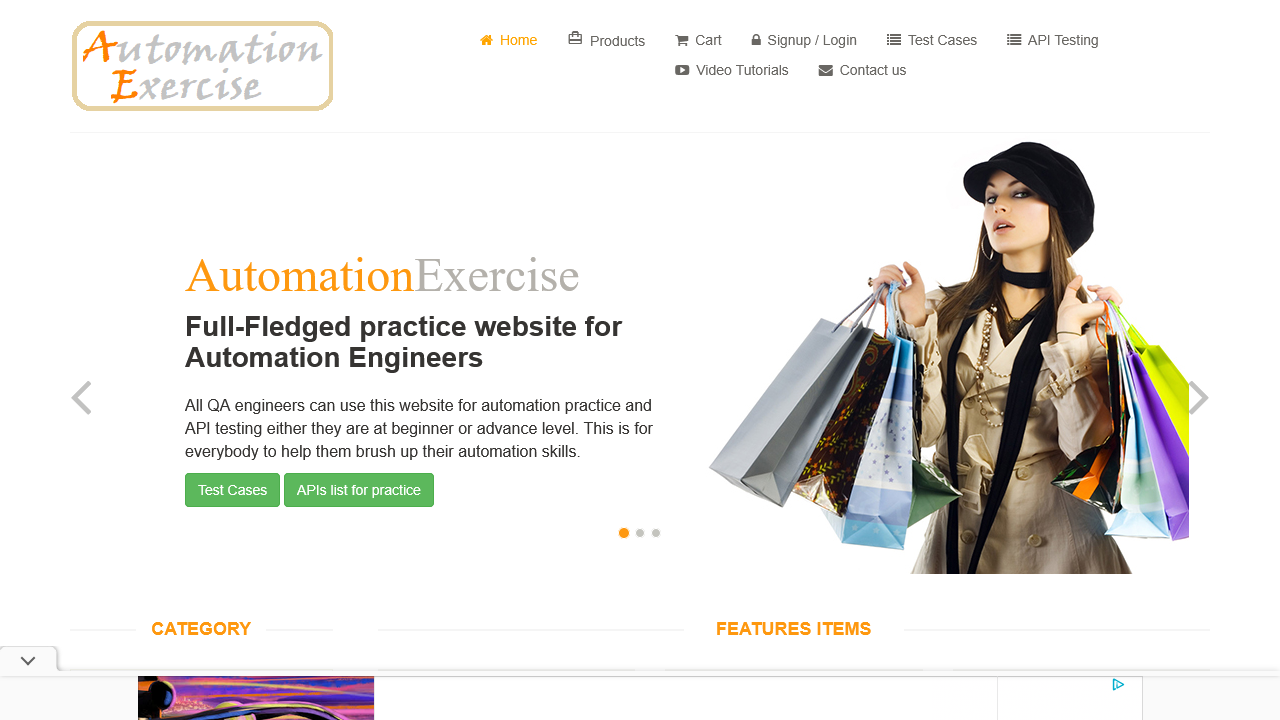 Automation
Exercise
Home
Products
Cart
Signup / Login
Test Cases
API Testing
Video Tutorials
Contact us
AutomationExercise
Full-Fledged practice website for
Automation Engineers
All QA engineers can use this website for automation practice and
API testing either they are at beginner or advance level. This is for
everybody to help them brush up their automation skills.
Test Cases
APIs list for practice
CATEGORY
FEATURES ITEMS